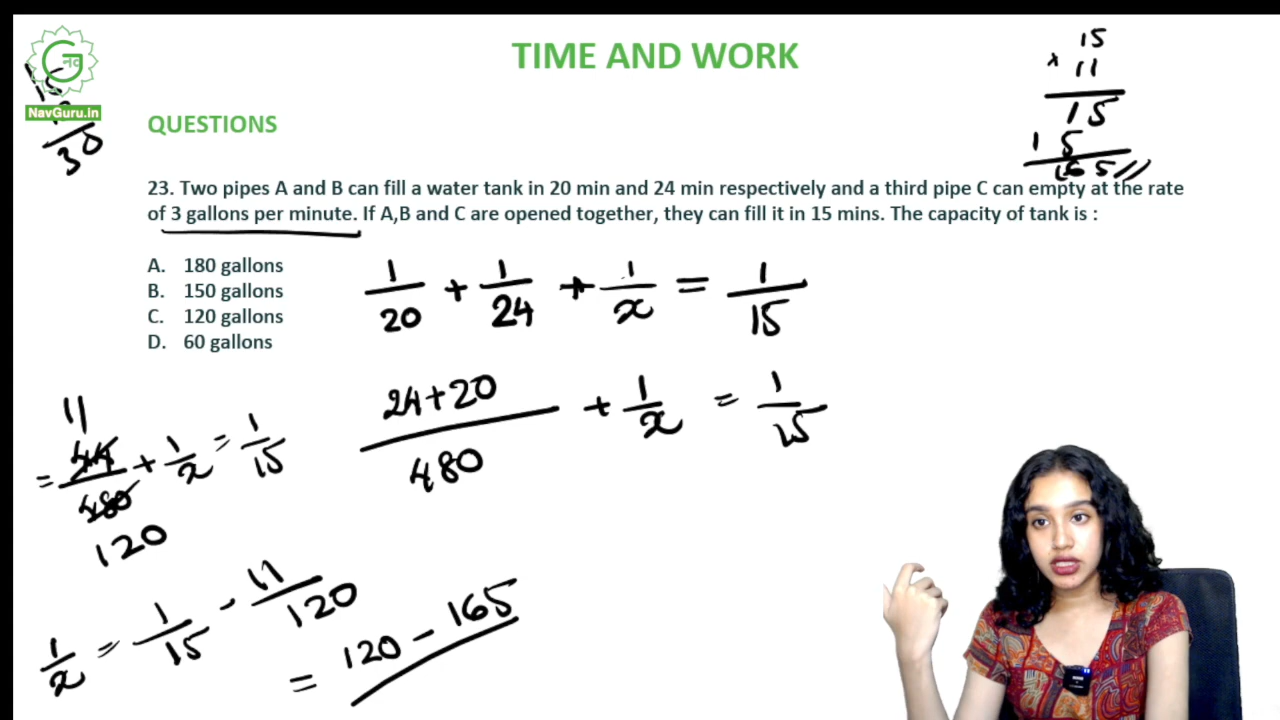 TIME AND WORK
नव
NavGuru.in
15
30
15
× 11
15
15
165//
QUESTIONS
23. Two pipes A and B can fill a water tank in 20 min and 24 min respectively and a third pipe C can empty at the rate
of 3 gallons per minute. If A,B and C are opened together, they can fill it in 15 mins. The capacity of tank is :
A. 180 gallons
B. 150 gallons
C. 120 gallons
D. 60 gallons
1/20 + 1/24 + 1/x = 1/15
24+20/480 + 1/x = 1/15
11
= 44/480 + 1/x = 1/15
120
1/x = 1/15 - 11/120
= 120 - 165